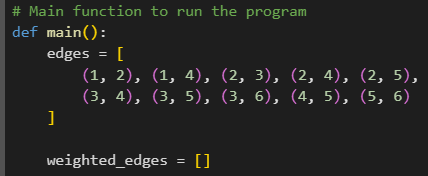 # Main function to run the program
def main():
    edges = [
        (1, 2), (1, 4), (2, 3), (2, 4), (2, 5),
        (3, 4), (3, 5), (3, 6), (4, 5), (5, 6)
    ]
    weighted_edges = []